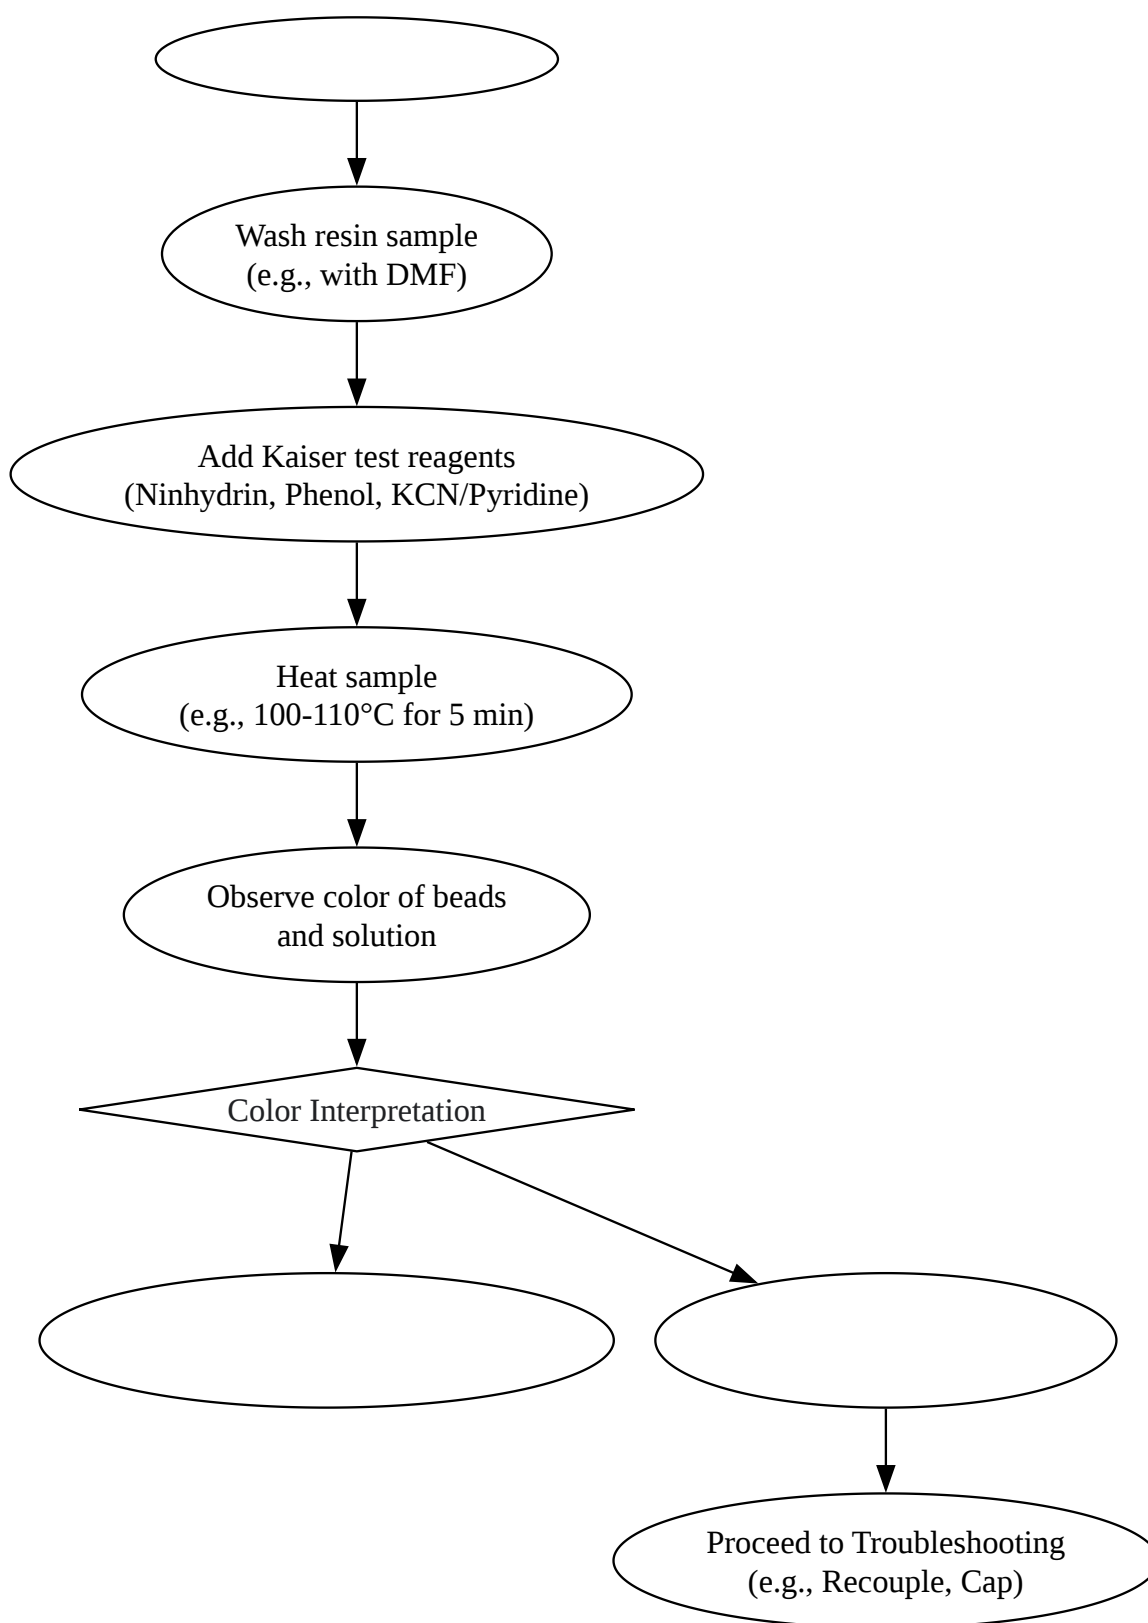 Wash resin sample
(e.g., with DMF)
Add Kaiser test reagents
(Ninhydrin, Phenol, KCN/Pyridine)
Heat sample
(e.g., 100-110°C for 5 min)
Observe color of beads
and solution
Color Interpretation
Proceed to Troubleshooting
(e.g., Recouple, Cap)